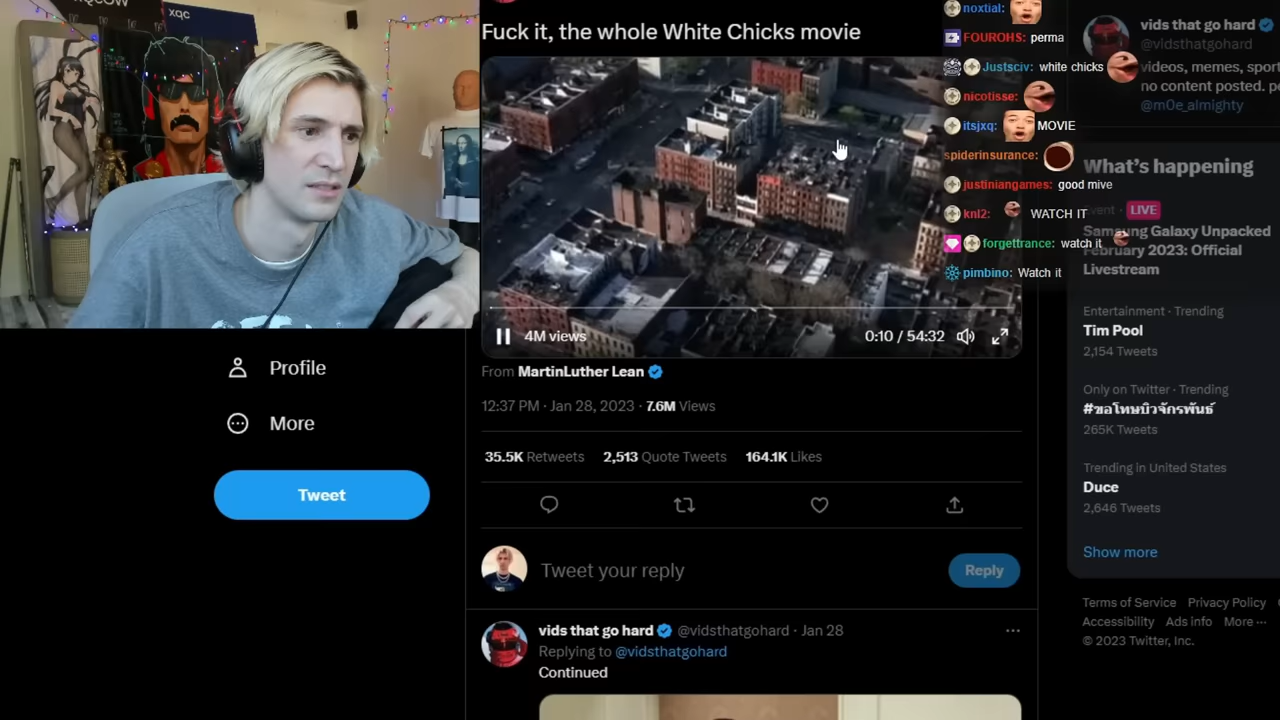 xqcOW
xqc
Fuck it, the whole White Chicks movie
4M views
0:10 / 54:32
From MartinLuther Lean
12:37 PM · Jan 28, 2023 · 7.6M Views
35.5K Retweets 2,513 Quote Tweets 164.1K Likes
Tweet your reply
Reply
vids that go hard @vidsthatgohard · Jan 28
Replying to @vidsthatgohard
Continued
Profile
More
Tweet
noxtial:
FOUROHS: perma
Justsciv: white chicks
nicotisse:
itsjxq: MOVIE
spiderinsurance:
justiniangames: good mive
knl2: WATCH IT
forgettrance: watch it
pimbino: Watch it
vids that go hard
@vidsthatgohard
videos, memes, sport
no content posted. p
@m0e_almighty
What's happening
Event · LIVE
Samsung Galaxy Unpacked
February 2023: Official
Livestream
Entertainment · Trending
Tim Pool
2,154 Tweets
Only on Twitter · Trending
#ขอโทษบิวจักรพันธ์
265K Tweets
Trending in United States
Duce
2,646 Tweets
Show more
Terms of Service Privacy Policy
Accessibility Ads info More ···
© 2023 Twitter, Inc.